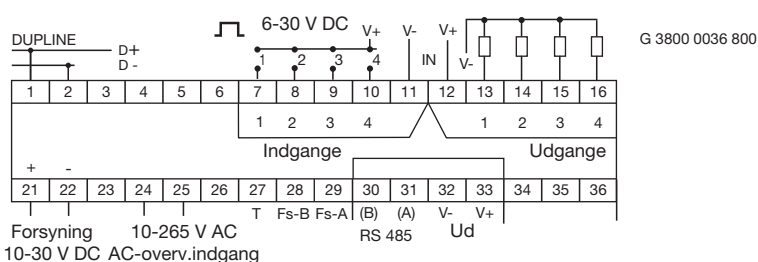 6-30 V DC
V+ V- V+
G 3800 0036 800
DUPLINE
D+
D -
1 2 3 4
IN
V-
1 2 3 4 5 6 7 8 9 10 11 12 13 14 15 16
1 2 3 4 1 2 3 4
Indgange Udgange
+ -
21 22 23 24 25 26 27 28 29 30 31 32 33 34 35 36
T Fs-B Fs-A (B) (A) V- V+
Forsyning 10-265 V AC RS 485 Ud
10-30 V DC AC-overv.indgang